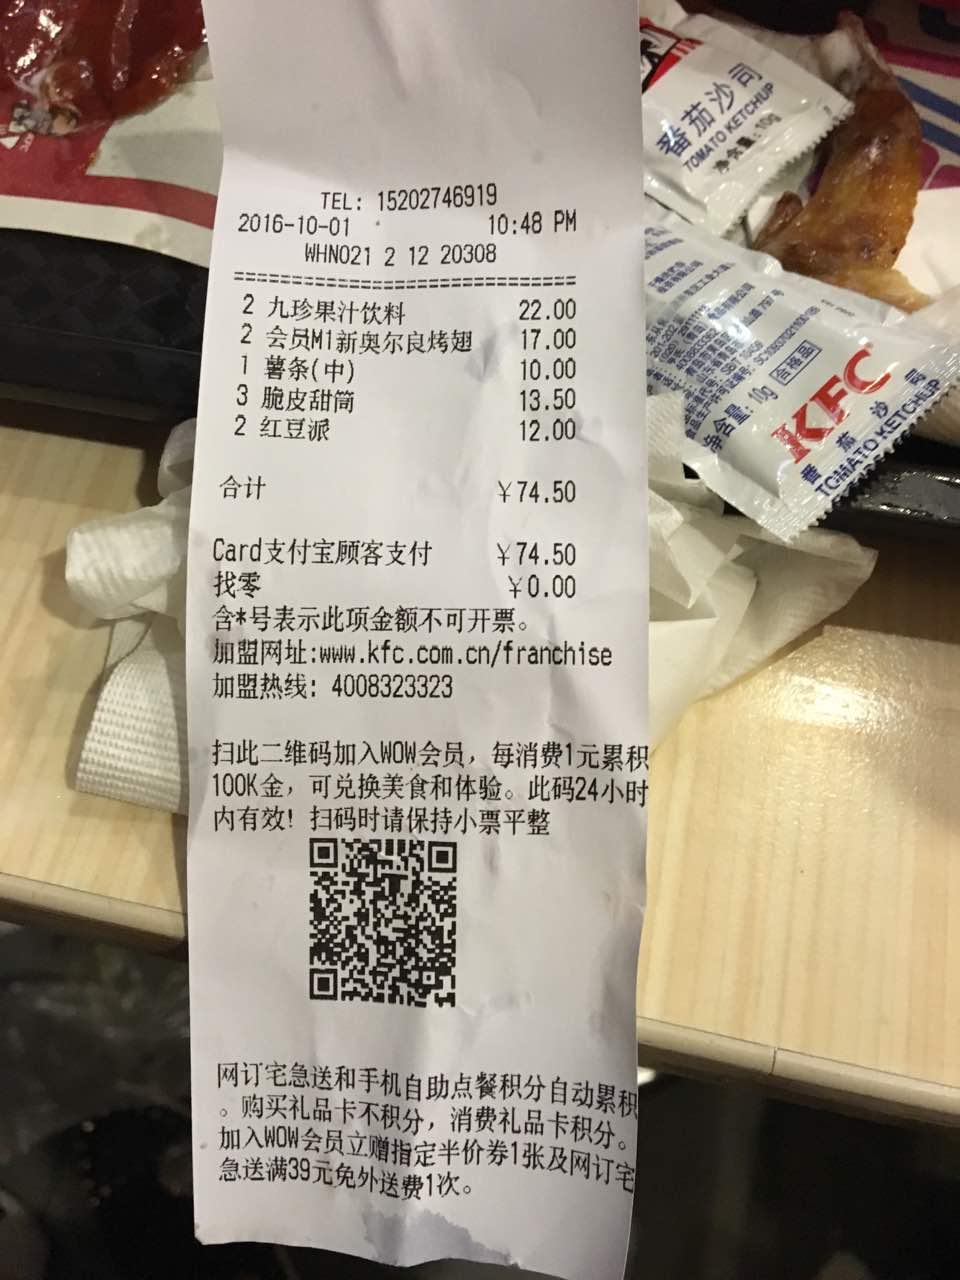 TEL: 15202746919
2016-10-01 10:48 PM
WHN021 2 12 20308
2 九珍果汁饮料 22.00
2 会员M1新奥尔良烤翅 17.00
1 薯条(中) 10.00
3 脆皮甜筒 13.50
2 红豆派 12.00
合计 ¥74.50
Card支付宝顾客支付 ¥74.50
找零 ¥0.00
含*号表示此项金额不可开票。
加盟网址:www.kfc.com.cn/franchise
加盟热线: 4008323323
扫此二维码加入WOW会员，每消费1元累积
100K金，可兑换美食和体验。此码24小时
内有效! 扫码时请保持小票平整
网订宅急送和手机自助点餐积分自动累积
。购买礼品卡不积分，消费礼品卡积分。
加入WOW会员立赠指定半价券1张及网订宅
急送满39元免外送费1次。
番茄沙司
TOMATO KETCHUP
净含量: 10g
合格品
净含量: 10g
KFC
番茄沙司
TOMATO KETCHUP